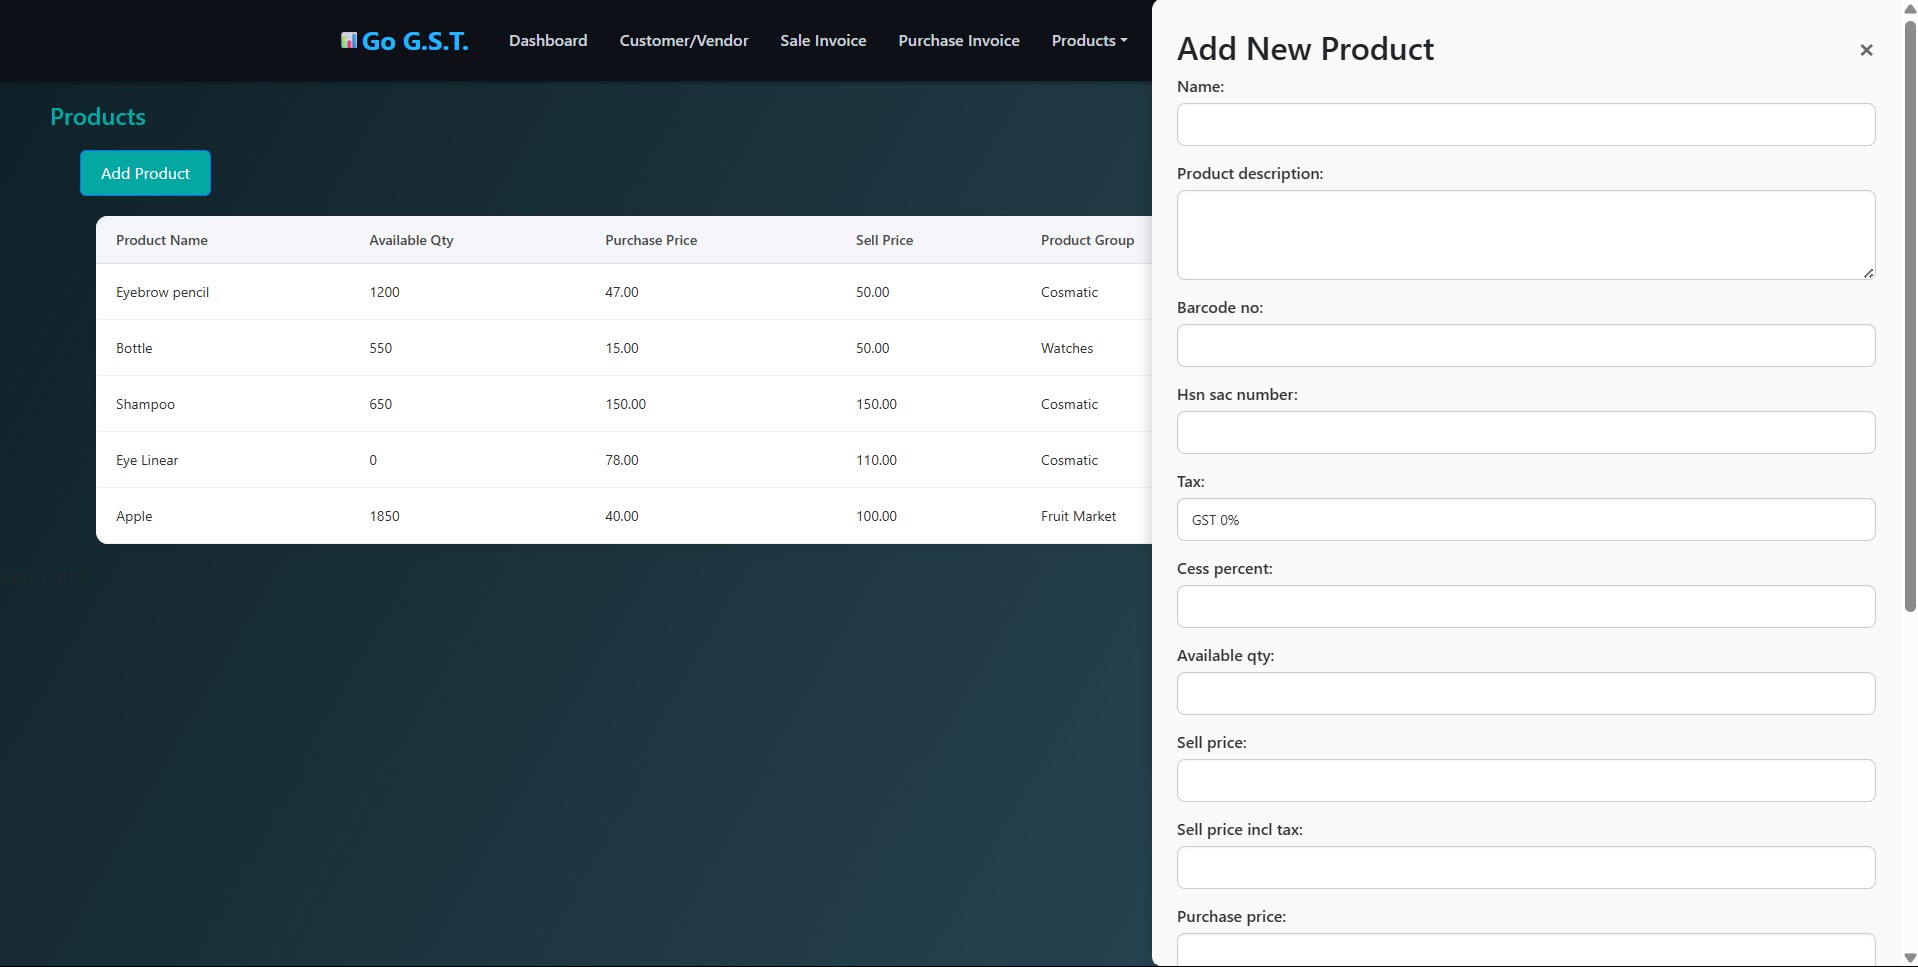 Go G.S.T.
Dashboard
Customer/Vendor
Sale Invoice
Purchase Invoice
Products
Products
Add Product
Product Name Available Qty Purchase Price Sell Price Product Group
Eyebrow pencil 1200 47.00 50.00 Cosmatic
Bottle 550 15.00 50.00 Watches
Shampoo 650 150.00 150.00 Cosmatic
Eye Linear 0 78.00 110.00 Cosmatic
Apple 1850 40.00 100.00 Fruit Market
Add New Product ×
Name:
Product description:
Barcode no:
Hsn sac number:
Tax:
GST 0%
Cess percent:
Available qty:
Sell price:
Sell price incl tax:
Purchase price: